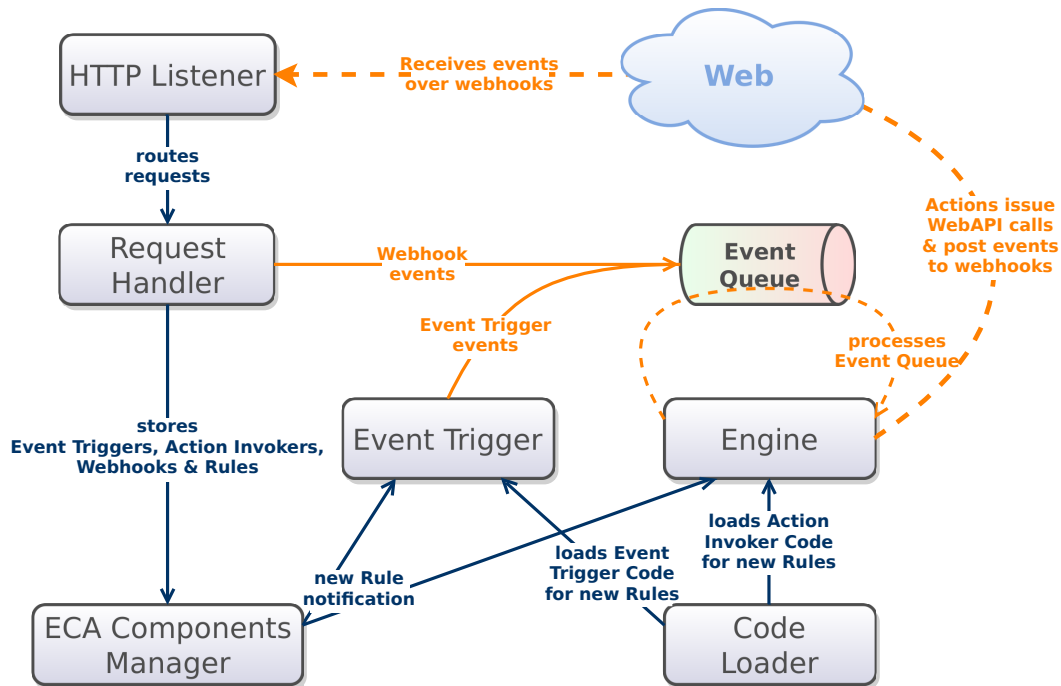 HTTP Listener
Receives events
over webhooks
Web
routes
requests
Actions issue
WebAPI calls
& post events
to webhooks
Request
Handler
Webhook
events
Event
Queue
Event Trigger
events
processes
Event Queue
stores
Event Triggers, Action Invokers,
Webhooks & Rules
Event Trigger
Engine
loads Action
Invoker Code
for new Rules
loads Event
Trigger Code
for new Rules
new Rule
notification
ECA Components
Manager
Code
Loader